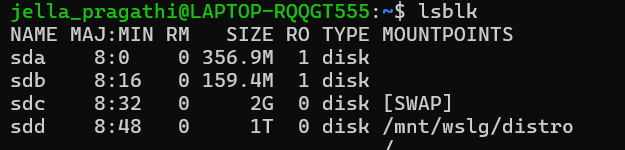 jella_pragathi@LAPTOP-RQQGT555:~$ lsblk
NAME MAJ:MIN RM   SIZE RO TYPE MOUNTPOINTS
sda    8:0    0 356.9M  1 disk
sdb    8:16   0 159.4M  1 disk
sdc    8:32   0     2G  0 disk [SWAP]
sdd    8:48   0     1T  0 disk /mnt/wslg/distro
/